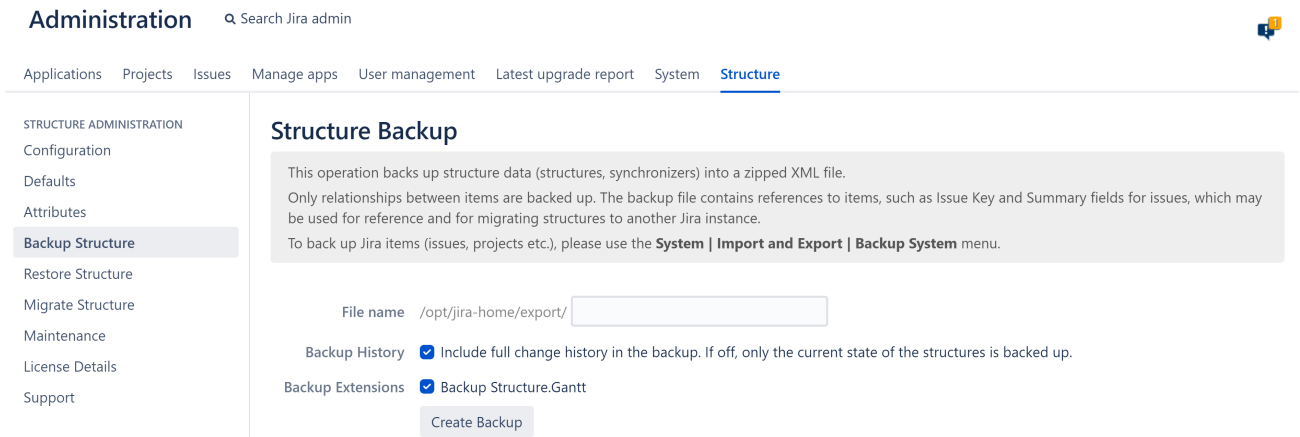 Administration
Search Jira admin
Applications Projects Issues Manage apps User management Latest upgrade report System Structure
STRUCTURE ADMINISTRATION
Configuration
Defaults
Attributes
Backup Structure
Restore Structure
Migrate Structure
Maintenance
License Details
Support
Structure Backup
This operation backs up structure data (structures, synchronizers) into a zipped XML file.
Only relationships between items are backed up. The backup file contains references to items, such as Issue Key and Summary fields for issues, which may
be used for reference and for migrating structures to another Jira instance.
To back up Jira items (issues, projects etc.), please use the System | Import and Export | Backup System menu.
File name /opt/jira-home/export/
Backup History Include full change history in the backup. If off, only the current state of the structures is backed up.
Backup Extensions Backup Structure.Gantt
Create Backup